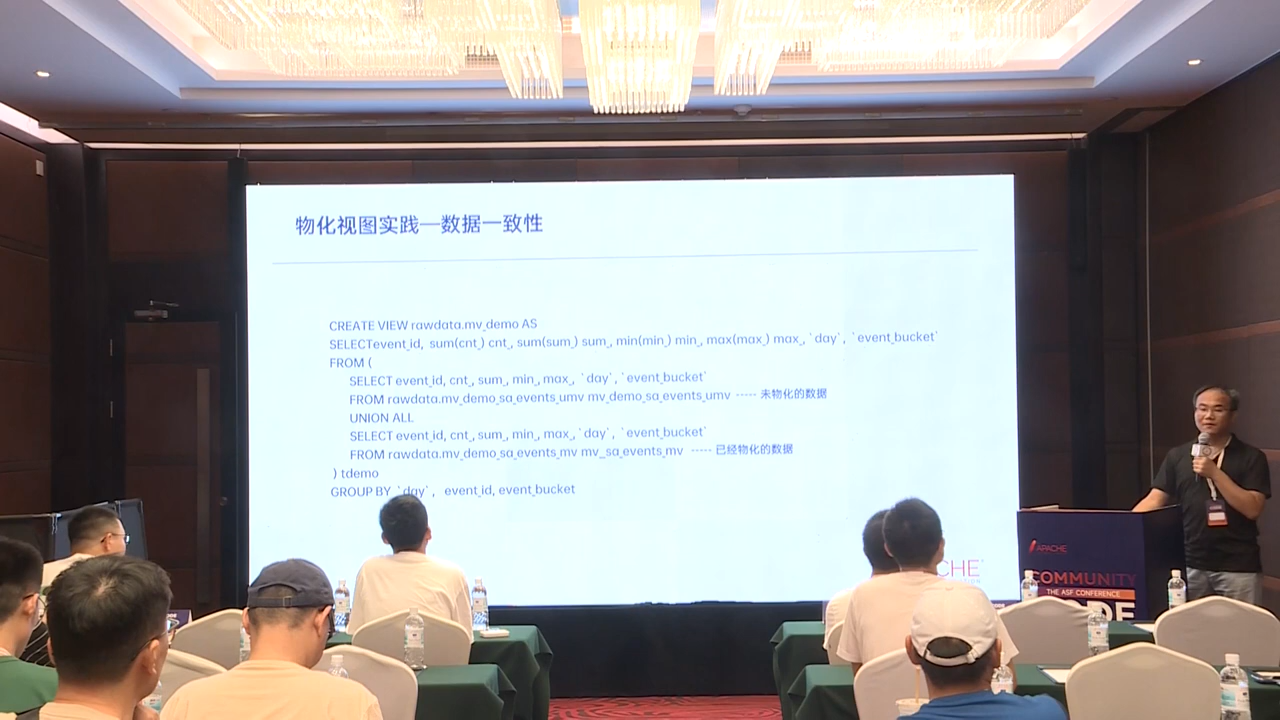 物化视图实践—数据一致性
CREATE VIEW rawdata.mv_demo AS
SELECTevent_id, sum(cnt_) cnt_, sum(sum_) sum_, min(min_) min_, max(max_) max_, `day`, `event_bucket`
FROM (
SELECT event_id, cnt_, sum_, min_, max_, `day`, `event_bucket`
FROM rawdata.mv_demo_sa_events_umv mv_demo_sa_events_umv ----- 未物化的数据
UNION ALL
SELECT event_id, cnt_, sum_, min_, max_, `day`, `event_bucket`
FROM rawdata.mv_demo_sa_events_mv mv_sa_events_mv ----- 已经物化的数据
) tdemo
GROUP BY `day`, event_id, event_bucket
CHE
APACHE
COMMUNITY
THE ASF CONFERENCE